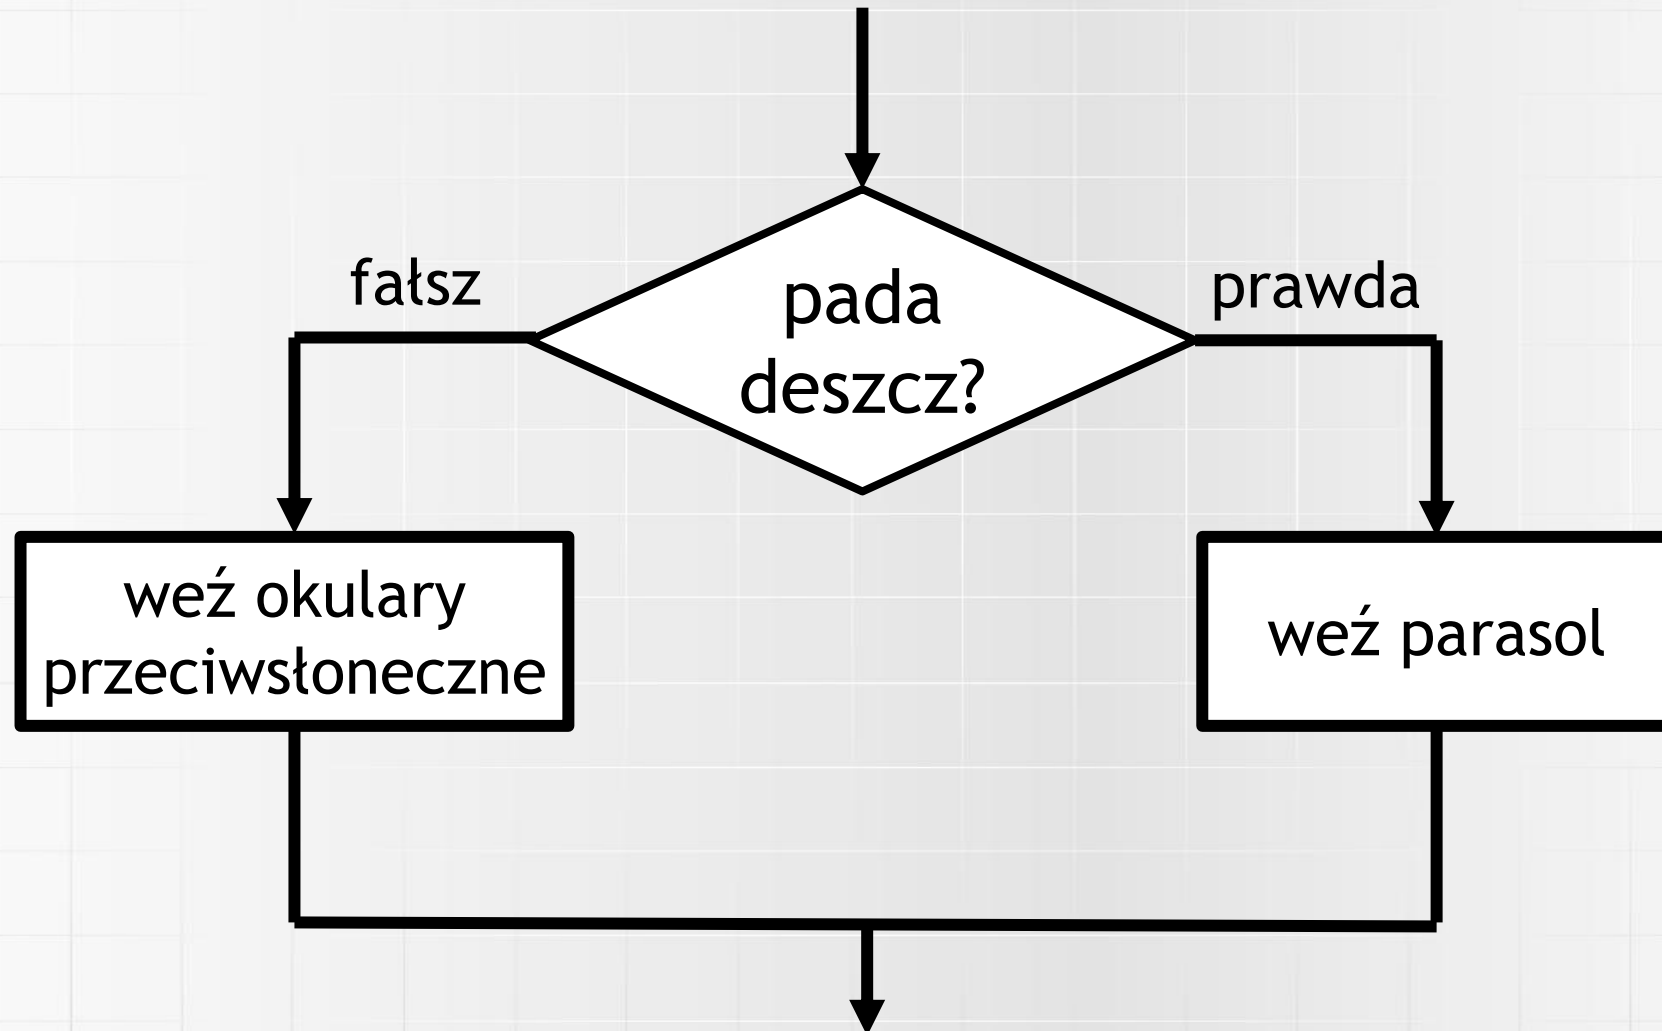 fałsz
pada
deszcz?
prawda
weź okulary
przeciwsłoneczne
weź parasol